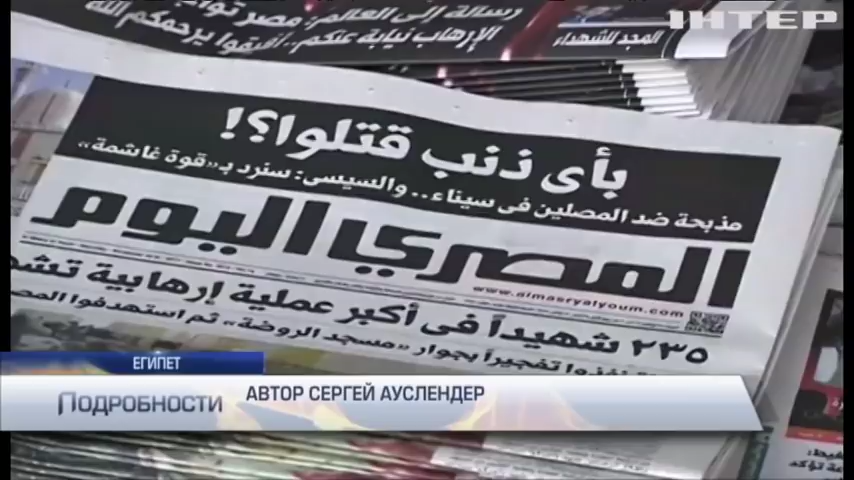 رسالة إلى العالم: مصر
الإرهاب نيابة عنكم.. أفيقوا يرحمكم الله
المجد للشهداء
ІНТЕР
بأى ذنب قتلوا؟!
مذبحة ضد المصلين فى سيناء.. والسيسى: سنرد بـ«قوة غاشمة»
المصري اليوم
www.almasryalyoum.com
٢٣٥ شهيداً فى أكبر عملية إرهابية
تفجيراً بجوار «مسجد الروضة» ثم استهدفوا
ЕГИПЕТ
АВТОР СЕРГЕЙ АУСЛЕНДЕР
ПОДРОБНОСТИ